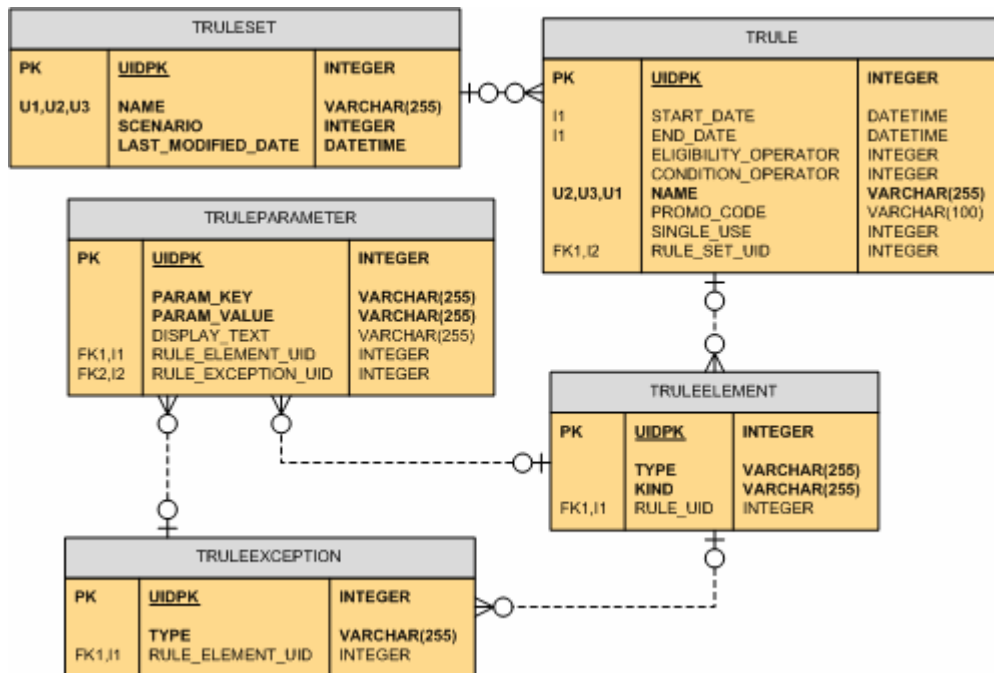 TRULESET
PK UIDPK INTEGER
U1,U2,U3 NAME VARCHAR(255)
SCENARIO INTEGER
LAST_MODIFIED_DATE DATETIME
TRULE
PK UIDPK INTEGER
I1 START_DATE DATETIME
I1 END_DATE DATETIME
ELIGIBILITY_OPERATOR INTEGER
CONDITION_OPERATOR INTEGER
U2,U3,U1 NAME VARCHAR(255)
PROMO_CODE VARCHAR(100)
SINGLE_USE INTEGER
FK1,I2 RULE_SET_UID INTEGER
TRULEPARAMETER
PK UIDPK INTEGER
PARAM_KEY VARCHAR(255)
PARAM_VALUE VARCHAR(255)
DISPLAY_TEXT VARCHAR(255)
FK1,I1 RULE_ELEMENT_UID INTEGER
FK2,I2 RULE_EXCEPTION_UID INTEGER
TRULEELEMENT
PK UIDPK INTEGER
TYPE VARCHAR(255)
KIND VARCHAR(255)
FK1,I1 RULE_UID INTEGER
TRULEEXCEPTION
PK UIDPK INTEGER
TYPE VARCHAR(255)
FK1,I1 RULE_ELEMENT_UID INTEGER